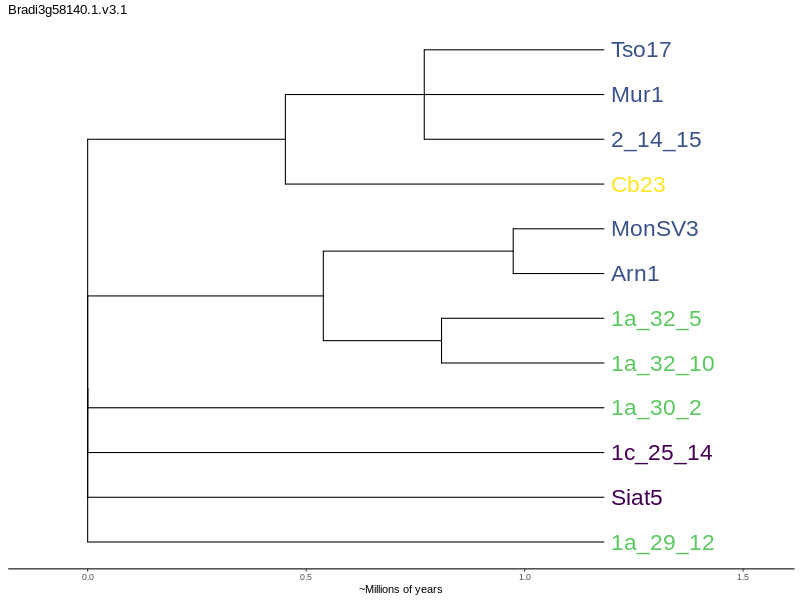 Bradi3g58140.1.v3.1
Tso17
Mur1
2_14_15
Cb23
MonSV3
Arn1
1a_32_5
1a_32_10
1a_30_2
1c_25_14
Siat5
1a_29_12
0.0 0.5 1.0 1.5
~Millions of years